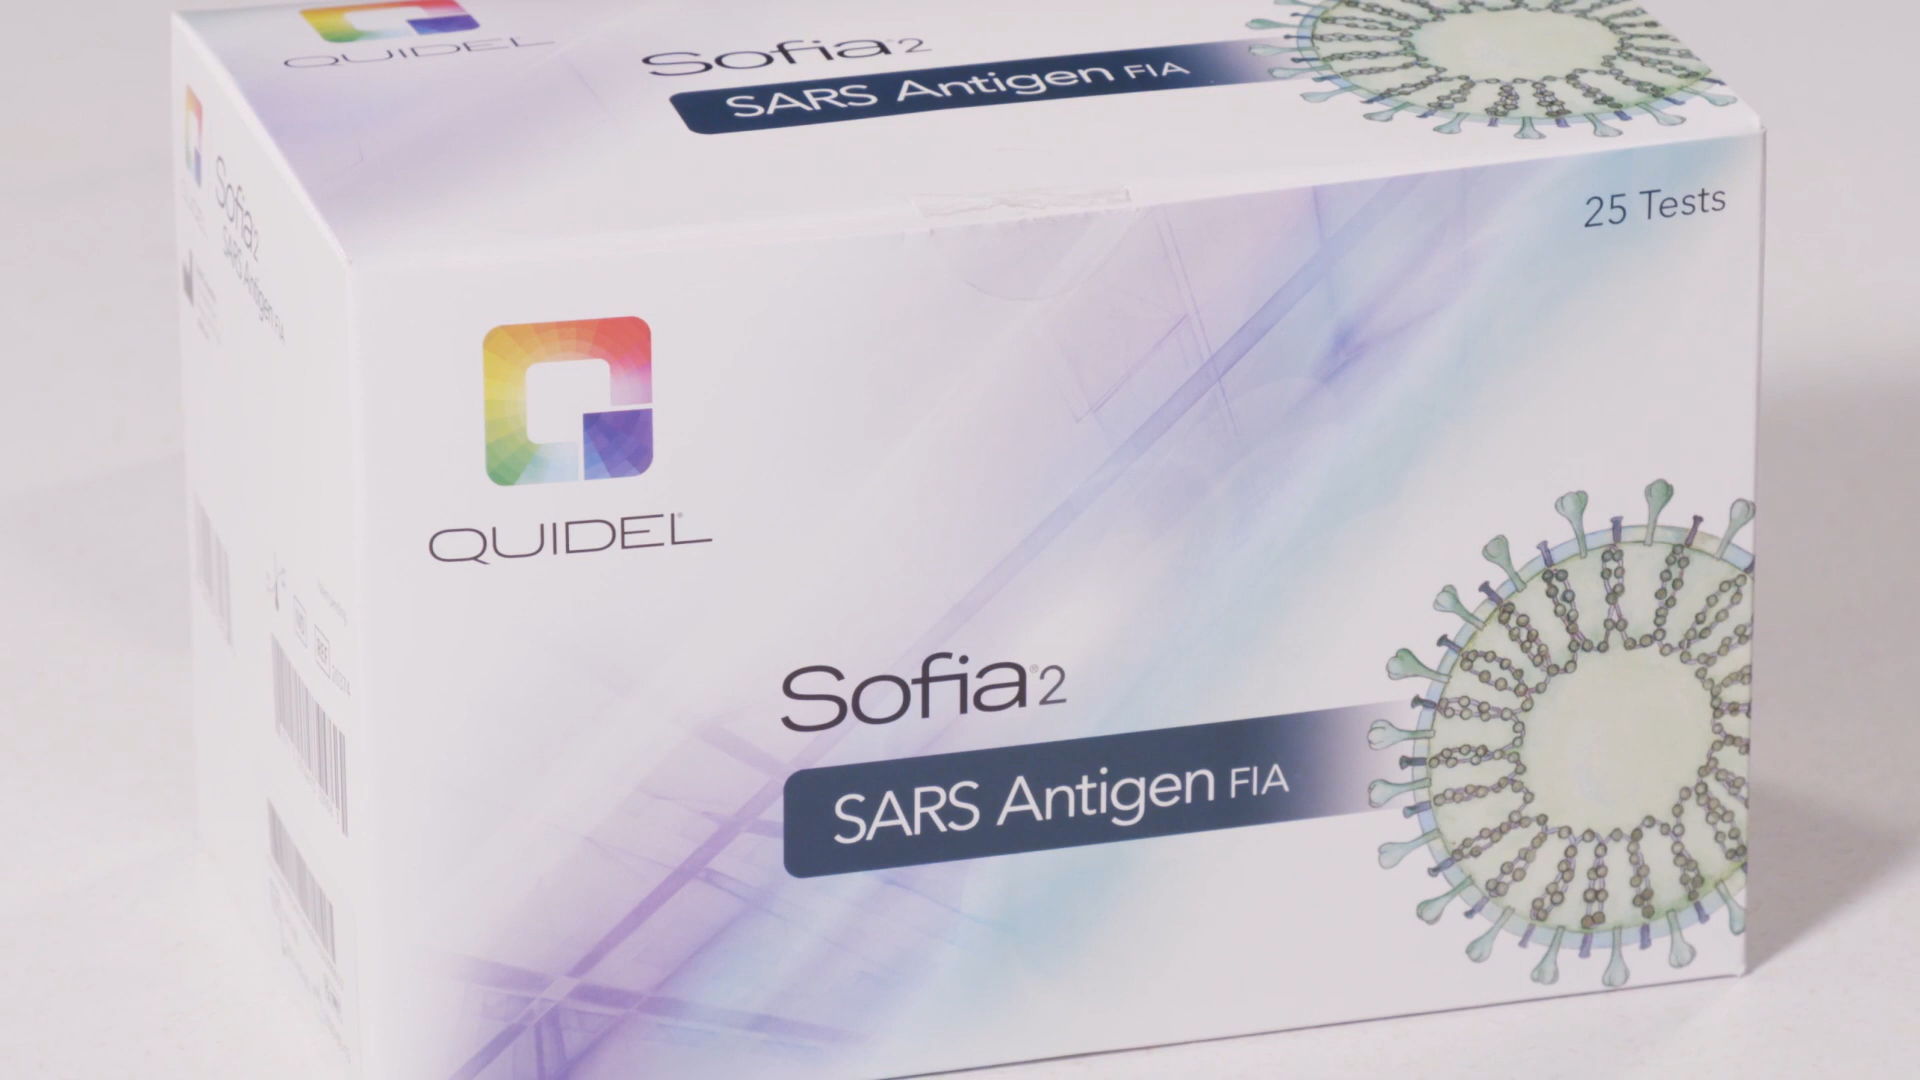 QUIDEL
Sofia 2
SARS Antigen FIA
25 Tests
QUIDEL®
Sofia®2
SARS Antigen FIA
Sofia 2
SARS Antigen FIA
REF